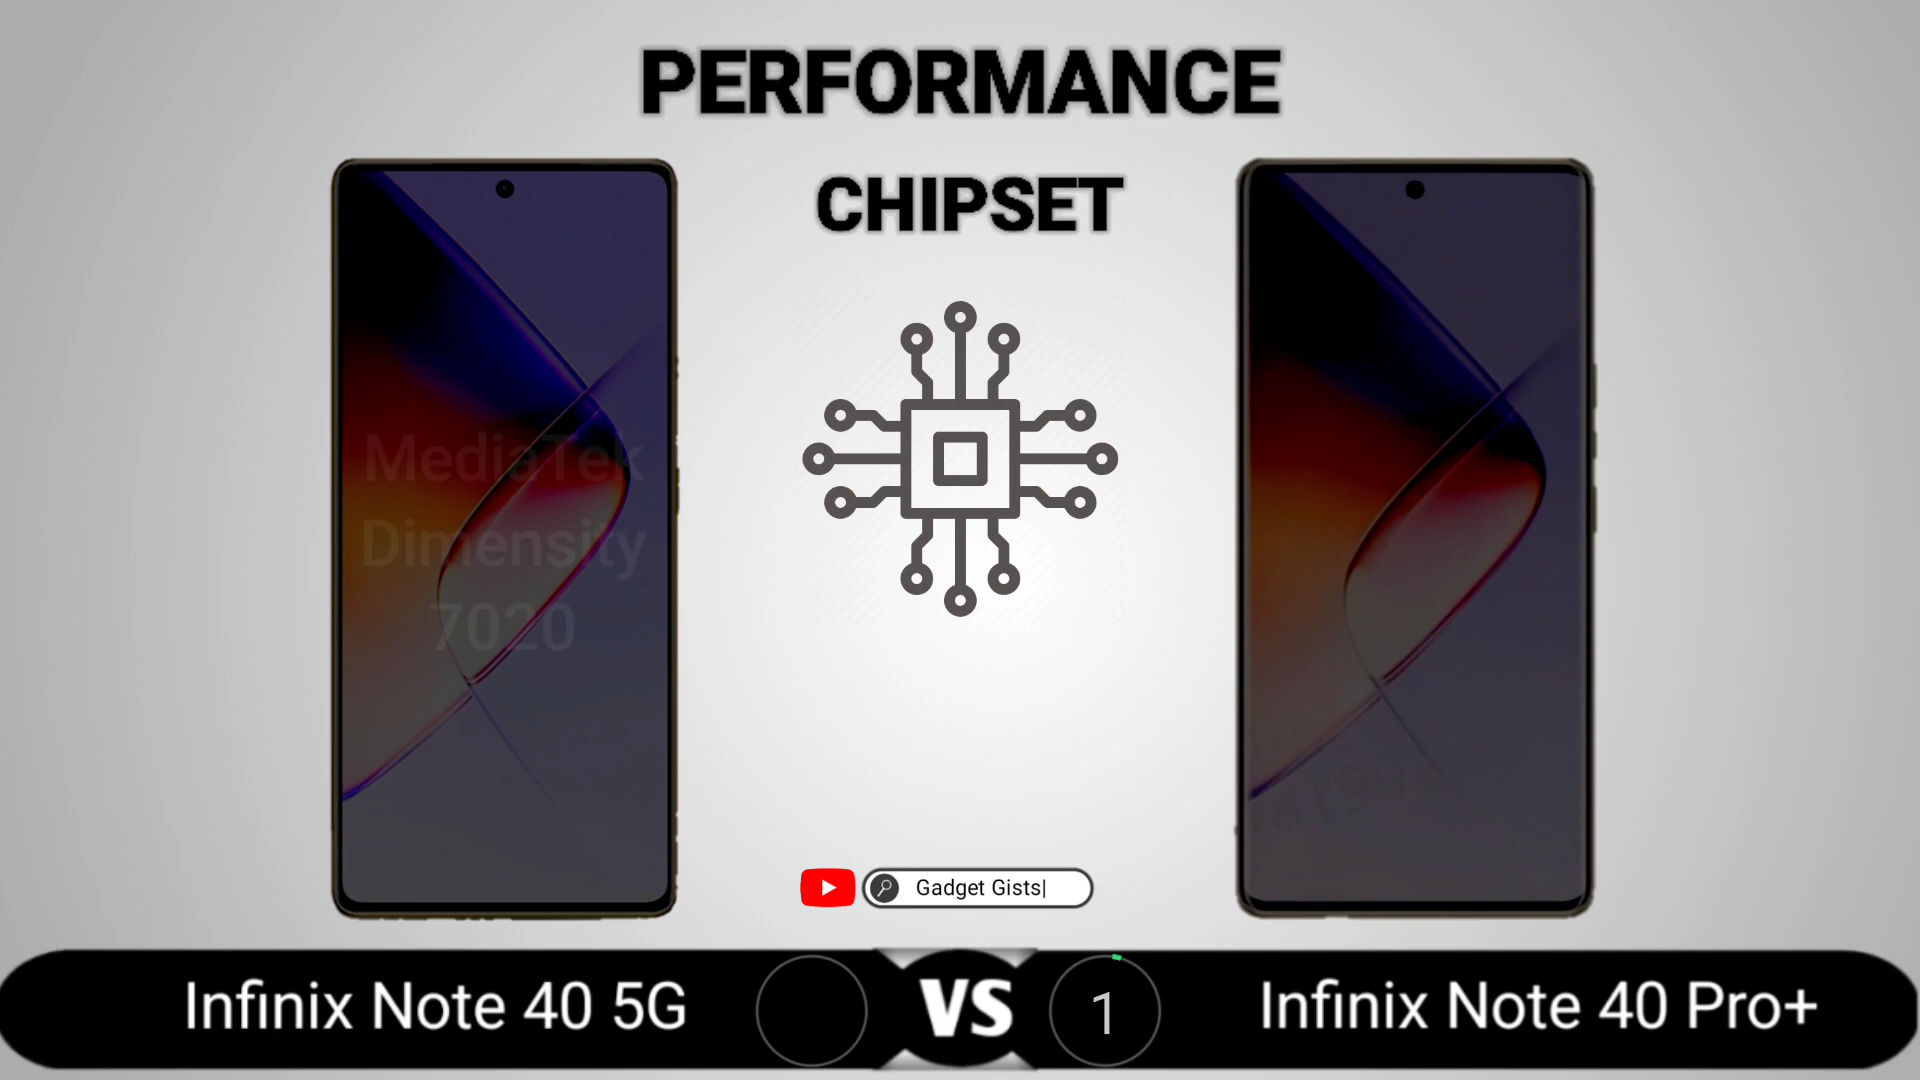 PERFORMANCE
CHIPSET
MediaTek
Dimensity
7020
Gadget Gists|
Infinix Note 40 5G
VS
1
Infinix Note 40 Pro+